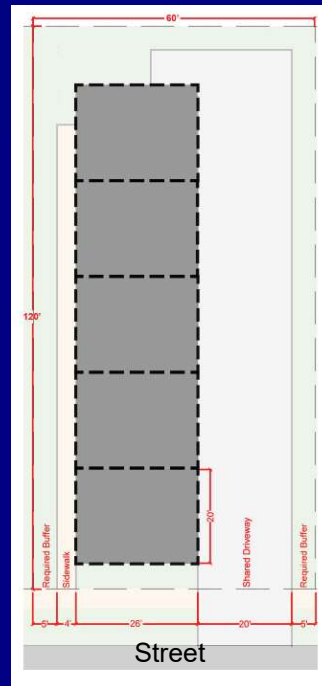 60'
120'
20'
Required Buffer
Sidewalk
Shared Driveway
Required Buffer
5'
4'
26'
20'
5'
Street